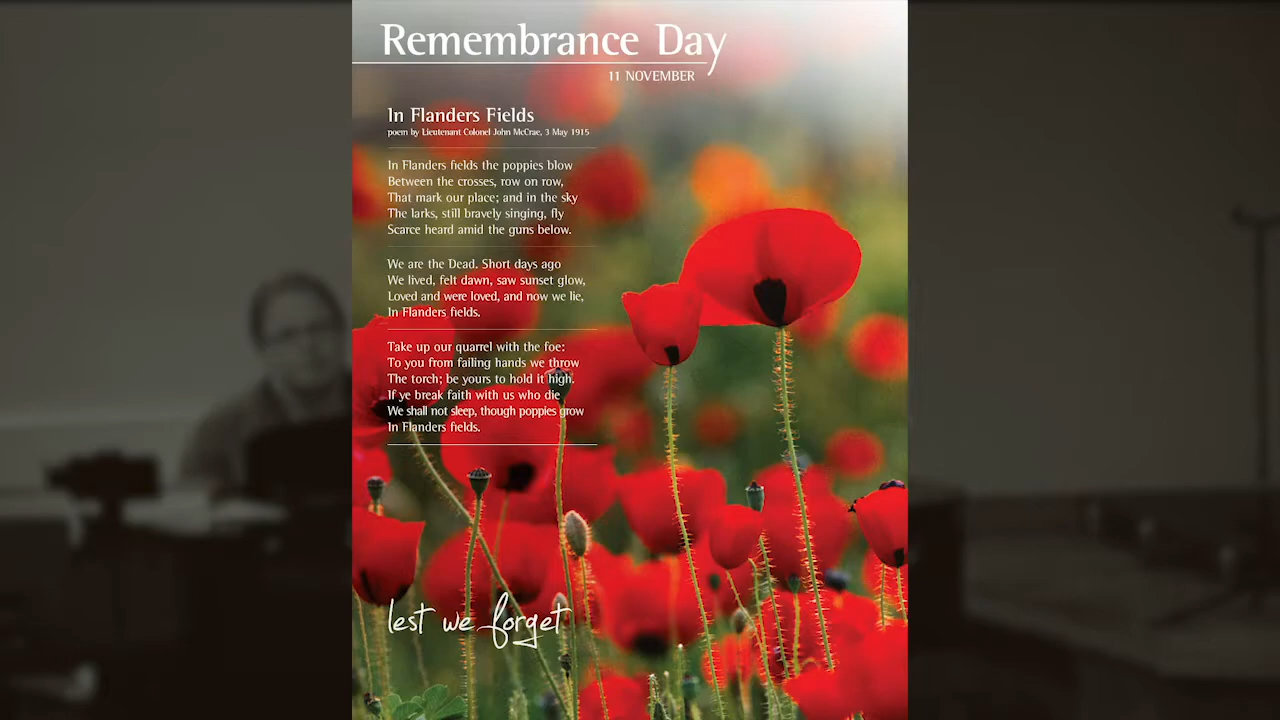 Remembrance Day
11 NOVEMBER
In Flanders Fields
poem by Lieutenant Colonel John McCrae, 3 May 1915
In Flanders fields the poppies blow
Between the crosses, row on row,
That mark our place; and in the sky
The larks, still bravely singing, fly
Scarce heard amid the guns below.
We are the Dead. Short days ago
We lived, felt dawn, saw sunset glow,
Loved and were loved, and now we lie,
In Flanders fields.
Take up our quarrel with the foe:
To you from failing hands we throw
The torch; be yours to hold it high.
If ye break faith with us who die
We shall not sleep, though poppies grow
In Flanders fields.
lest we forget